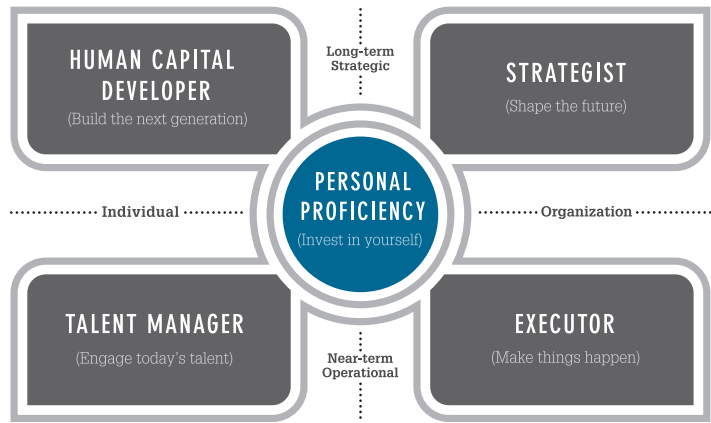 HUMAN CAPITAL
DEVELOPER
(Build the next generation)
Long-term
Strategic
STRATEGIST
(Shape the future)
Individual
PERSONAL
PROFICIENCY
(Invest in yourself)
Organization
TALENT MANAGER
(Engage today's talent)
Near-term
Operational
EXECUTOR
(Make things happen)